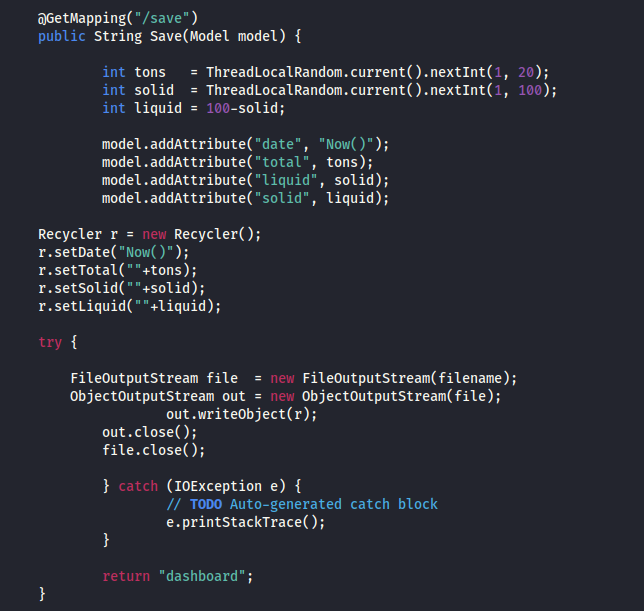 @GetMapping("/save")
public String Save(Model model) {
int tons   = ThreadLocalRandom.current().nextInt(1, 20);
int solid  = ThreadLocalRandom.current().nextInt(1, 100);
int liquid = 100-solid;
model.addAttribute("date", "Now()");
model.addAttribute("total", tons);
model.addAttribute("liquid", solid);
model.addAttribute("solid", liquid);
Recycler r = new Recycler();
r.setDate("Now()");
r.setTotal(""+tons);
r.setSolid(""+solid);
r.setLiquid(""+liquid);
try {
FileOutputStream file  = new FileOutputStream(filename);
ObjectOutputStream out = new ObjectOutputStream(file);
out.writeObject(r);
out.close();
file.close();
} catch (IOException e) {
// TODO Auto-generated catch block
e.printStackTrace();
}
return "dashboard";
}